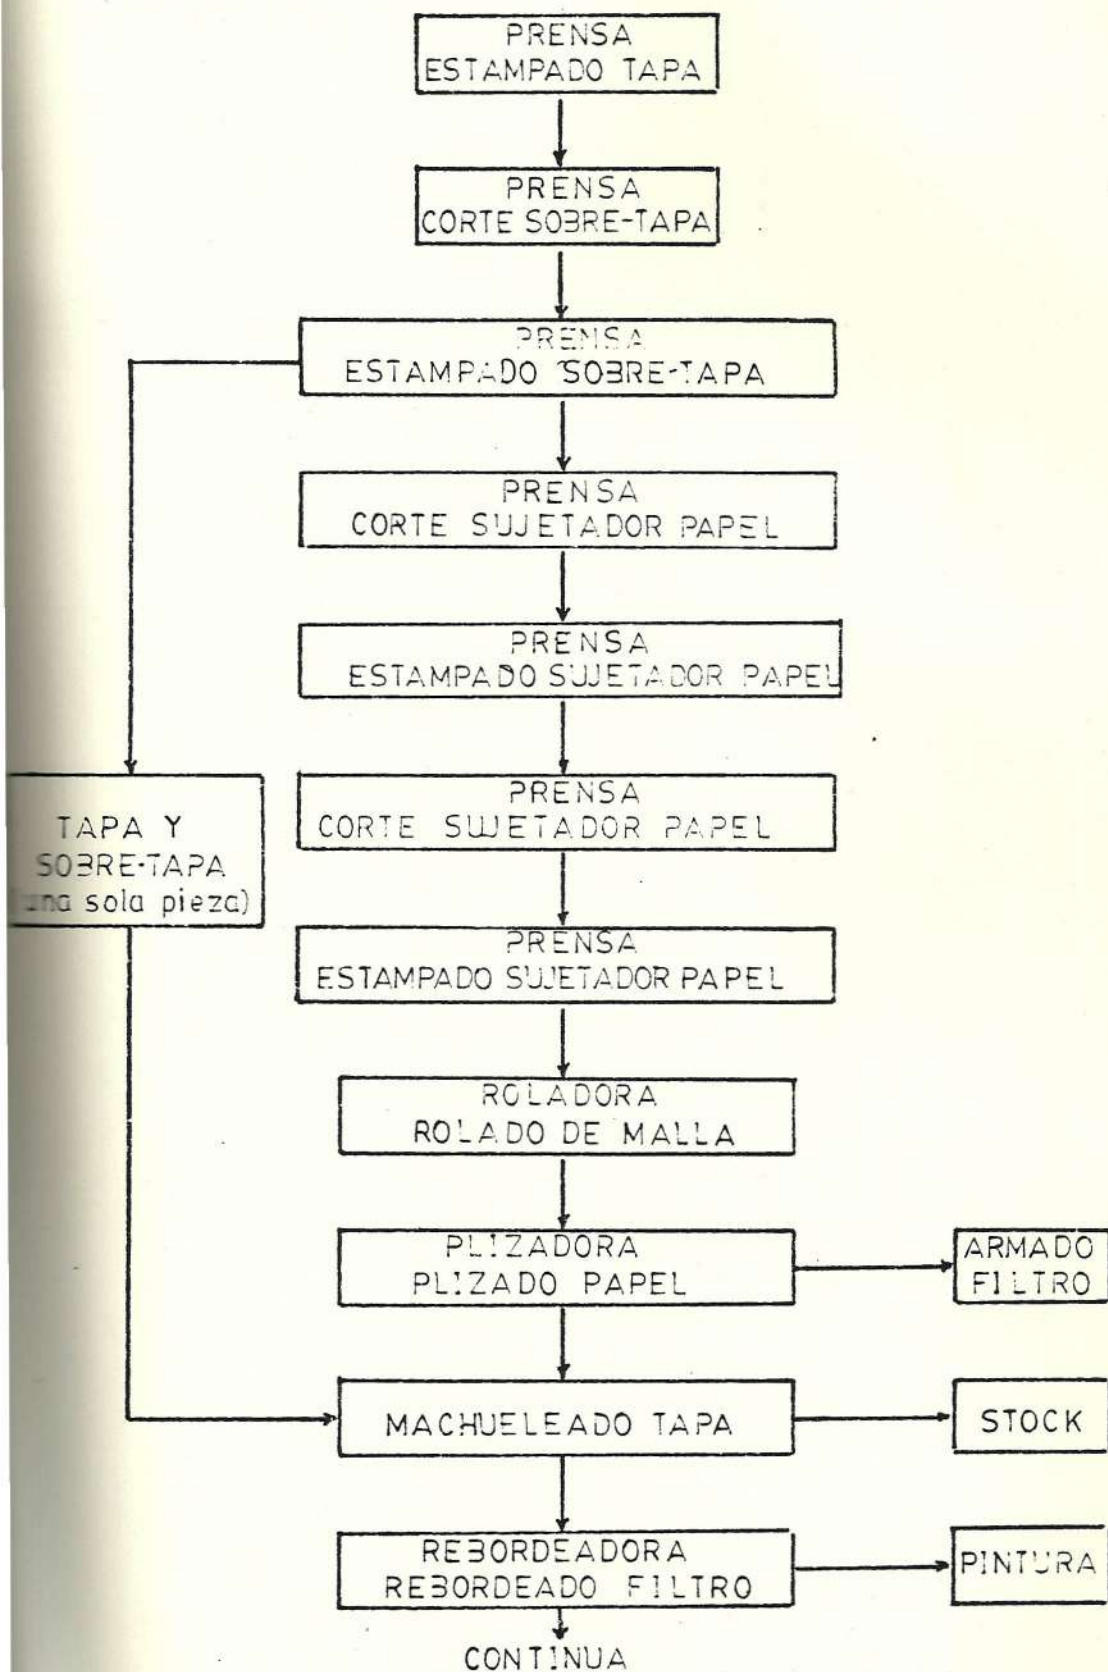 PRENSA
ESTAMPADO TAPA
PRENSA
CORTE SOBRE-TAPA
PRENSA
ESTAMPADO SOBRE-TAPA
PRENSA
CORTE SUJETADOR PAPEL
PRENSA
ESTAMPADO SUJETADOR PAPEL
TAPA Y
SOBRE-TAPA
(una sola pieza)
PRENSA
CORTE SUJETADOR PAPEL
PRENSA
ESTAMPADO SUJETADOR PAPEL
ROLADORA
ROLADO DE MALLA
PLIZADORA
PLIZADO PAPEL
ARMADO
FILTRO
MACHUELEADO TAPA
STOCK
REBORDEADORA
REBORDEADO FILTRO
PINTURA
CONTINUA